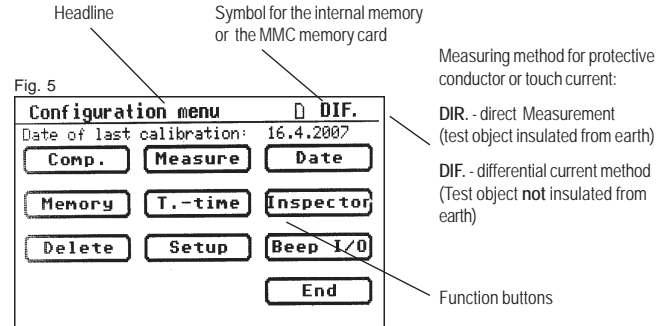 Headline
Symbol for the internal memory
or the MMC memory card
Measuring method for protective
conductor or touch current:
DIR. - direct Measurement
(test object insulated from earth)
DIF. - differential current method
(Test object not insulated from
earth)
Fig. 5
Configuration menu DIF.
Date of last calibration: 16.4.2007
Comp. Measure Date
Memory T.-time Inspector
Delete Setup Beep I/O
End
Function buttons